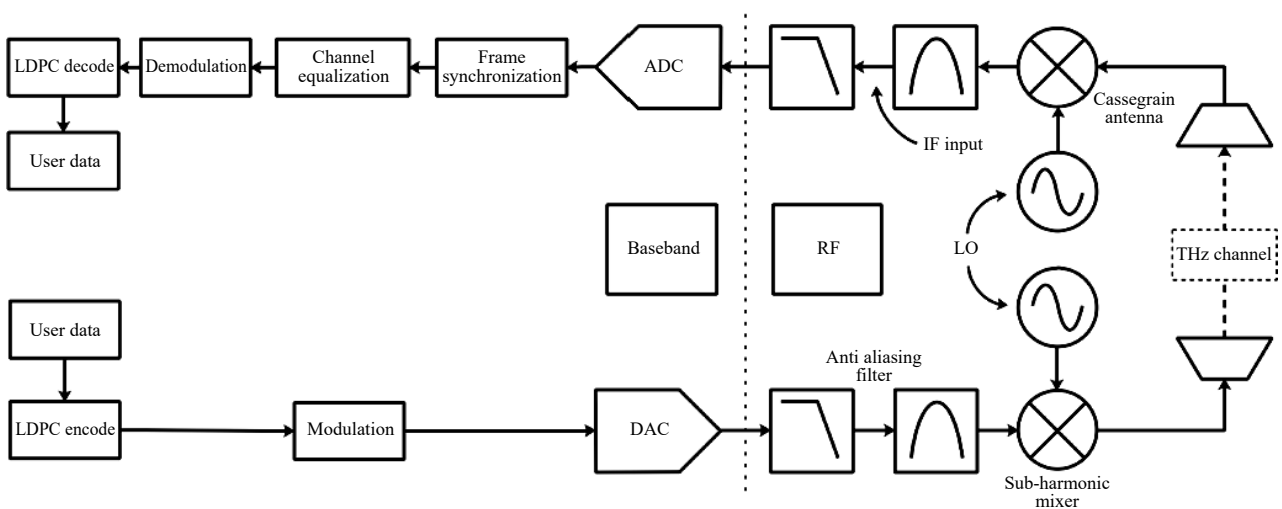 LDPC decode
Demodulation
Channel
equalization
Frame
synchronization
ADC
Cassegrain
antenna
User data
IF input
Baseband
RF
LO
THz channel
User data
Anti aliasing
filter
LDPC encode
Modulation
DAC
Sub-harmonic
mixer